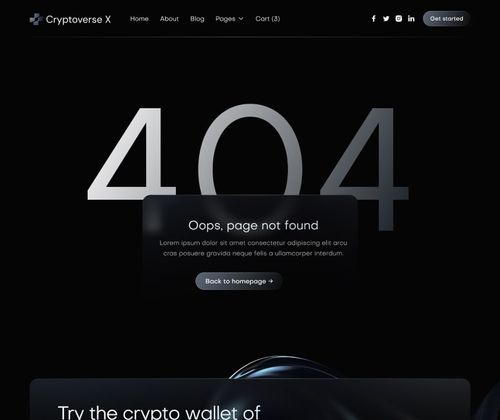 Cryptoverse X Home About Blog Pages Cart (3) Get started
404
Oops, page not found
Lorem ipsum dolor sit amet consectetur adipiscing elit arcu
cras posuere gravida neque felis a ullamcorper interdum.
Back to homepage →
Try the crypto wallet of